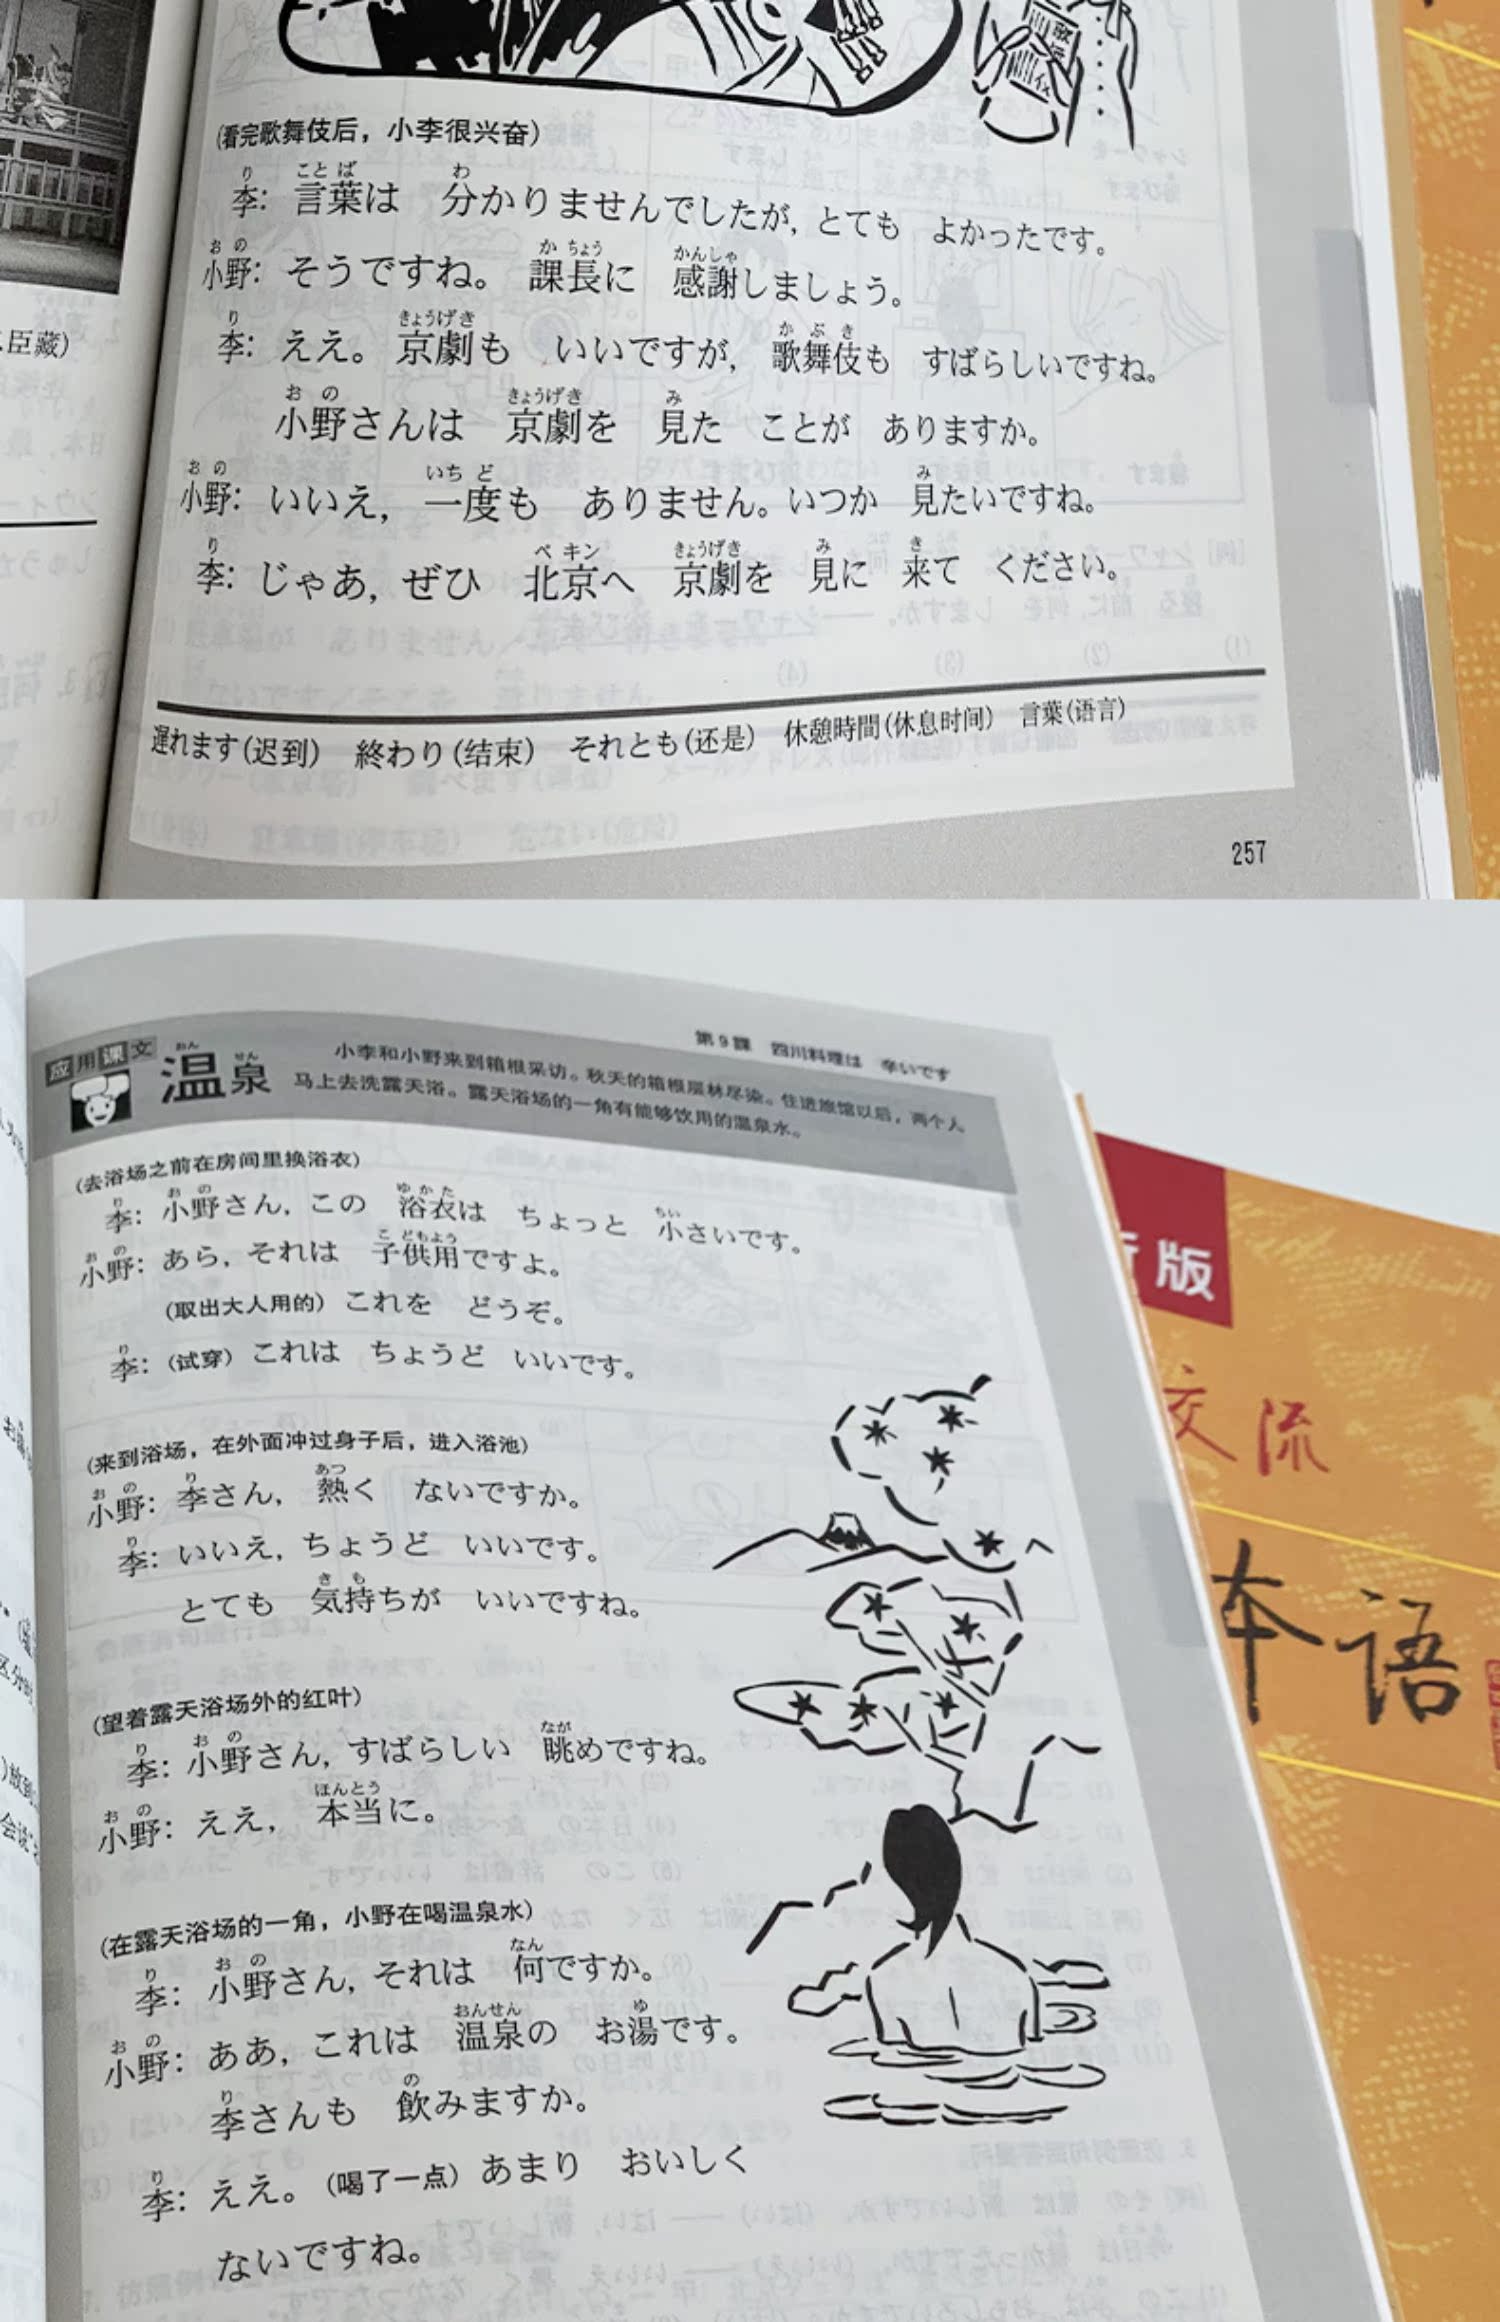 臣藏)
(看完歌舞伎后，小李很兴奋)
李: 言葉は 分かりませんでしたが, とても よかったです。
小野: そうですね。 課長に 感謝しましょう。
李: ええ。 京劇も いいですが, 歌舞伎も すばらしいですね。
小野さんは 京劇を 見た ことが ありますか。
小野: いいえ, 一度も ありません。いつか 見たいですね。
李: じゃあ, ぜひ 北京へ 京劇を 見に 来て ください。
遅れます(迟到) 終わり(结束) それとも(还是) 休憩時間(休息时间) 言葉(语言)
257
第9課 四川料理は 辛いです
应用课文 温泉
小李和小野来到箱根采访。秋天的箱根层林尽染。住进旅馆以后，两个人
马上去洗露天浴。露天浴场的一角有能够饮用的温泉水。
(去浴场之前在房间里换浴衣)
李: 小野さん, この 浴衣は ちょっと 小さいです。
小野: あら, それは 子供用ですよ。
(取出大人用的) これを どうぞ。
李: (试穿) これは ちょうど いいです。
(来到浴场，在外面冲过身子后，进入浴池)
小野: 李さん, 熱く ないですか。
李: いいえ, ちょうど いいです。
とても 気持ちが いいですね。
(望着露天浴场外的红叶)
李: 小野さん, すばらしい 眺めですね。
小野: ええ, 本当に。
(在露天浴场的一角，小野在喝温泉水)
李: 小野さん, それは 何ですか。
小野: ああ, これは 温泉の お湯です。
李さんも 飲みますか。
李: ええ。(喝了一点) あまり おいしく
ないですね。
版
交流
本语